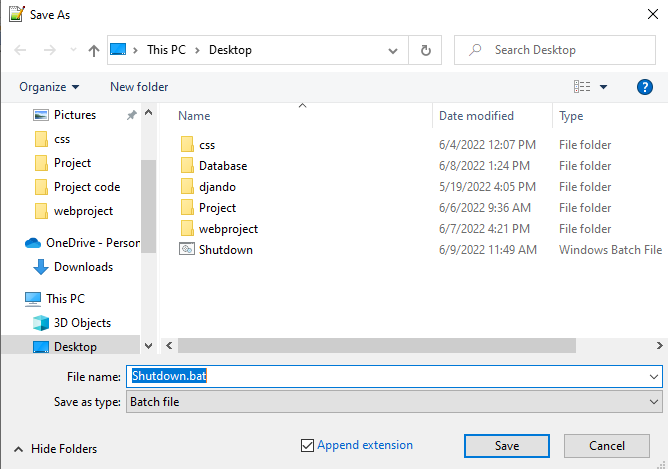 Save As
This PC > Desktop
Search Desktop
Organize
New folder
?
Pictures
css
Project
Project code
webproject
OneDrive - Person
Downloads
This PC
3D Objects
Desktop
Name Date modified Type
css 6/4/2022 12:07 PM File folder
Database 6/8/2022 1:24 PM File folder
djando 5/19/2022 4:05 PM File folder
Project 6/6/2022 9:36 AM File folder
webproject 6/7/2022 4:21 PM File folder
Shutdown 6/9/2022 11:49 AM Windows Batch File
File name: Shutdown.bat
Save as type: Batch file
Hide Folders
Append extension
Save
Cancel